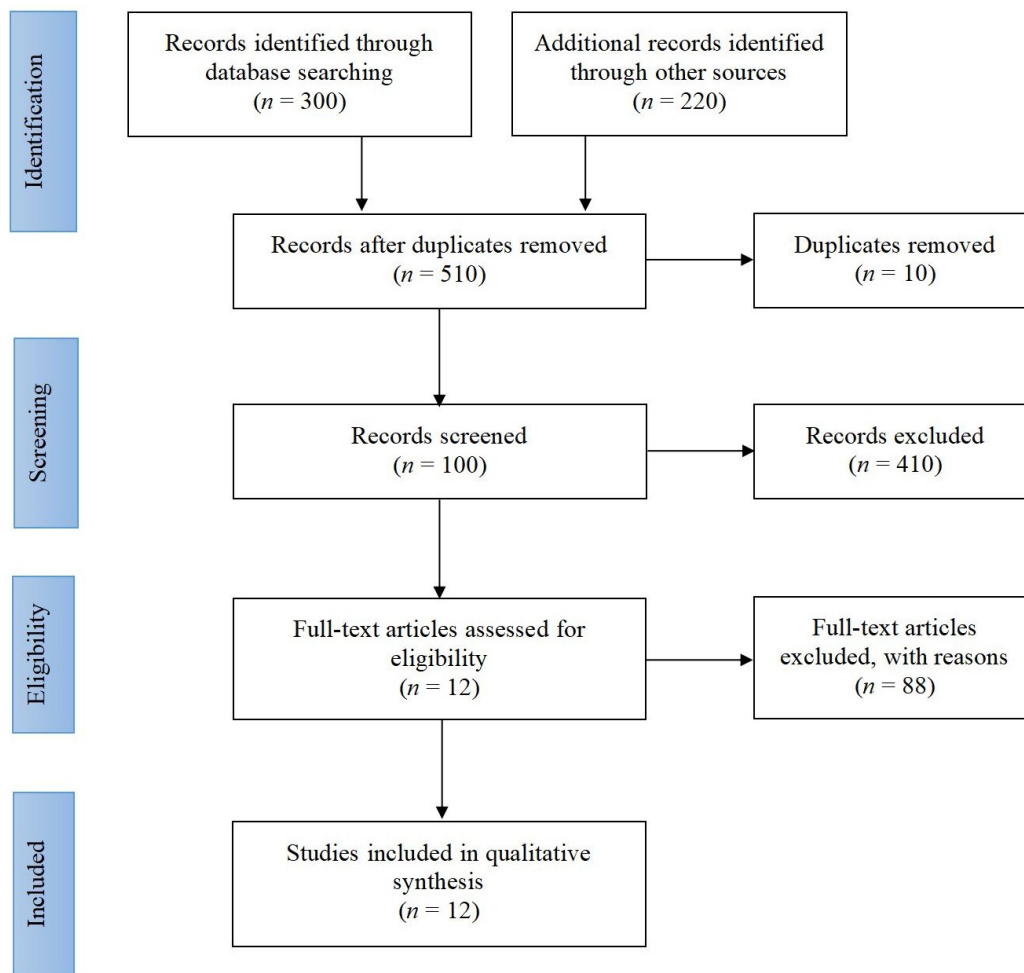 Identification
Records identified through
database searching
(n = 300)
Additional records identified
through other sources
(n = 220)
Records after duplicates removed
(n = 510)
Duplicates removed
(n = 10)
Screening
Records screened
(n = 100)
Records excluded
(n = 410)
Eligibility
Full-text articles assessed for
eligibility
(n = 12)
Full-text articles
excluded, with reasons
(n = 88)
Included
Studies included in qualitative
synthesis
(n = 12)